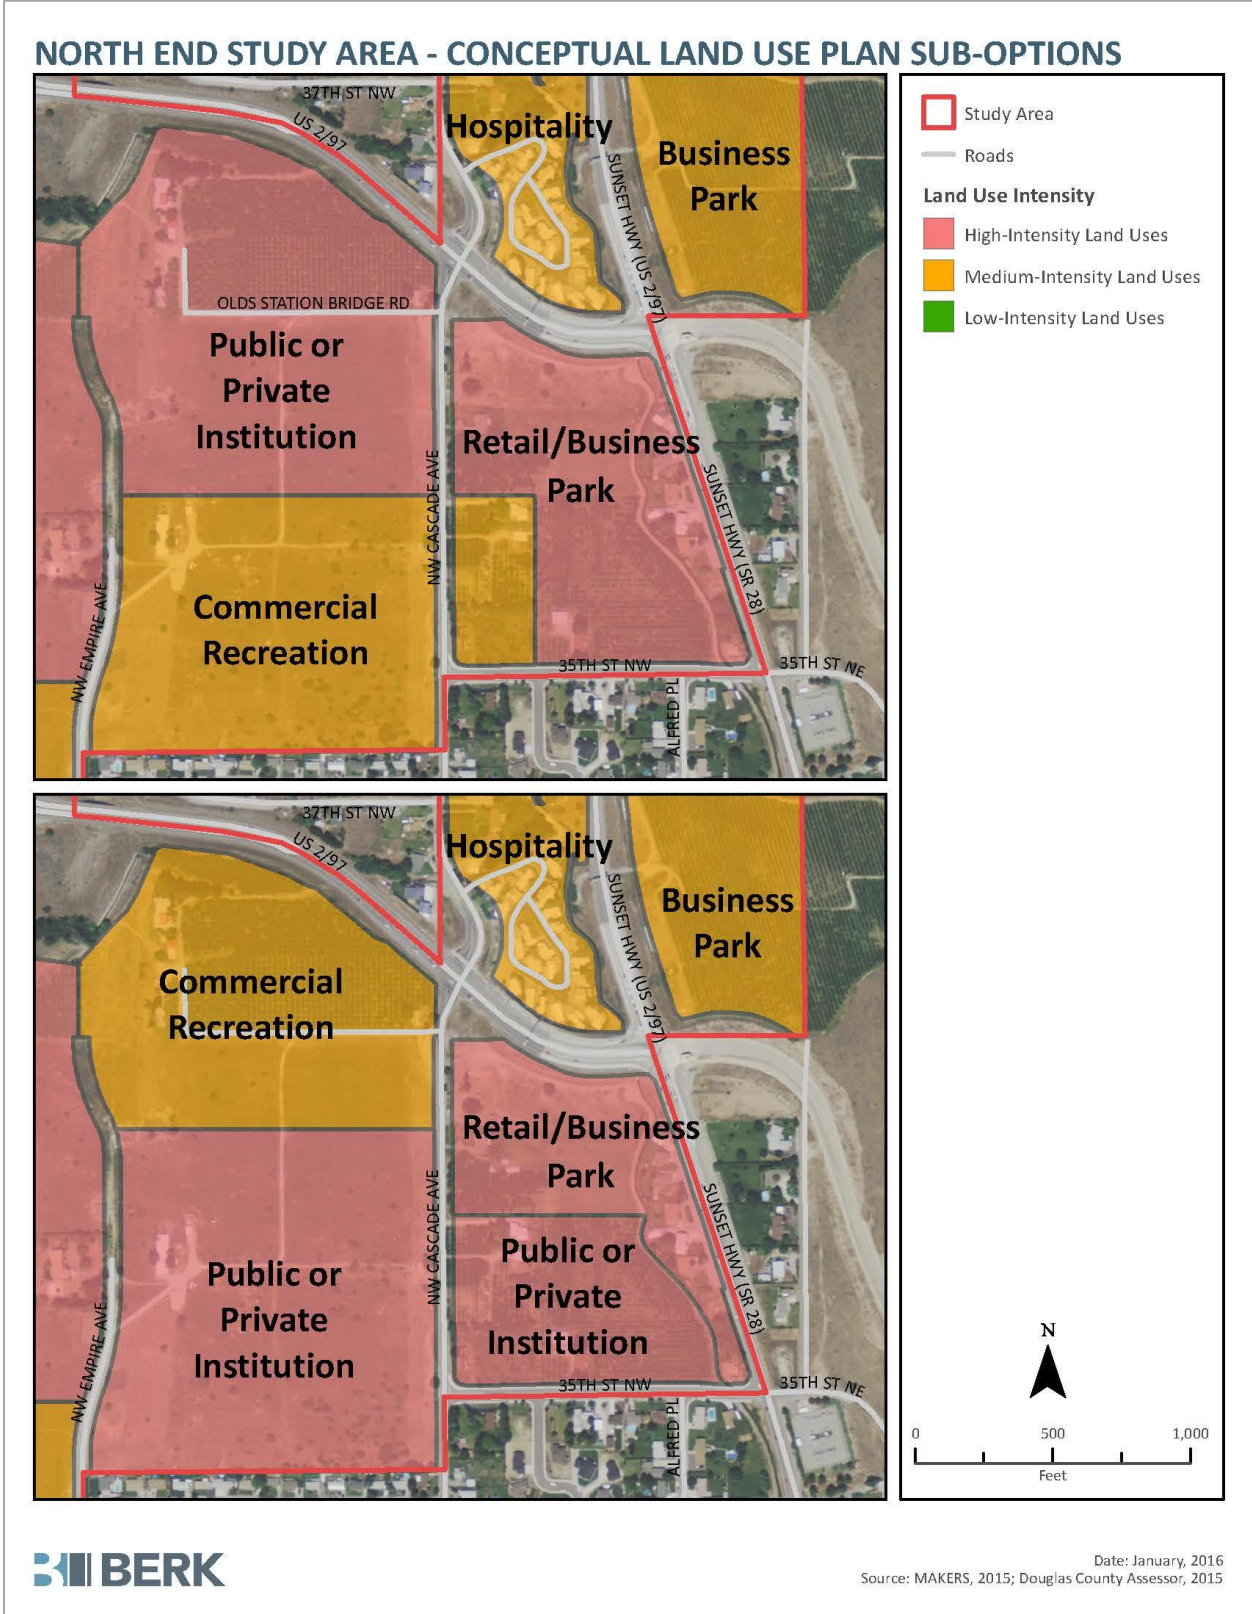 NORTH END STUDY AREA - CONCEPTUAL LAND USE PLAN SUB-OPTIONS
37TH ST NW
US 2/97
Hospitality
SUNSET HWY (US 2/97)
Business
Park
OLDS STATION BRIDGE RD
Public or
Private
Institution
Retail/Business
Park
NW CASCADE AVE
SUNSET HWY (SR 28)
Commercial
Recreation
NW EMPIRE AVE
35TH ST NW
35TH ST NE
ALFRED PL
37TH ST NW
US 2/97
Hospitality
SUNSET HWY (US 2/97)
Business
Park
Commercial
Recreation
Retail/Business
Park
NW CASCADE AVE
SUNSET HWY (SR 28)
Public or
Private
Institution
Public or
Private
Institution
NW EMPIRE AVE
35TH ST NW
35TH ST NE
ALFRED PL
Study Area
Roads
Land Use Intensity
High-Intensity Land Uses
Medium-Intensity Land Uses
Low-Intensity Land Uses
N
0 500 1,000
Feet
BERK
Date: January, 2016
Source: MAKERS, 2015; Douglas County Assessor, 2015